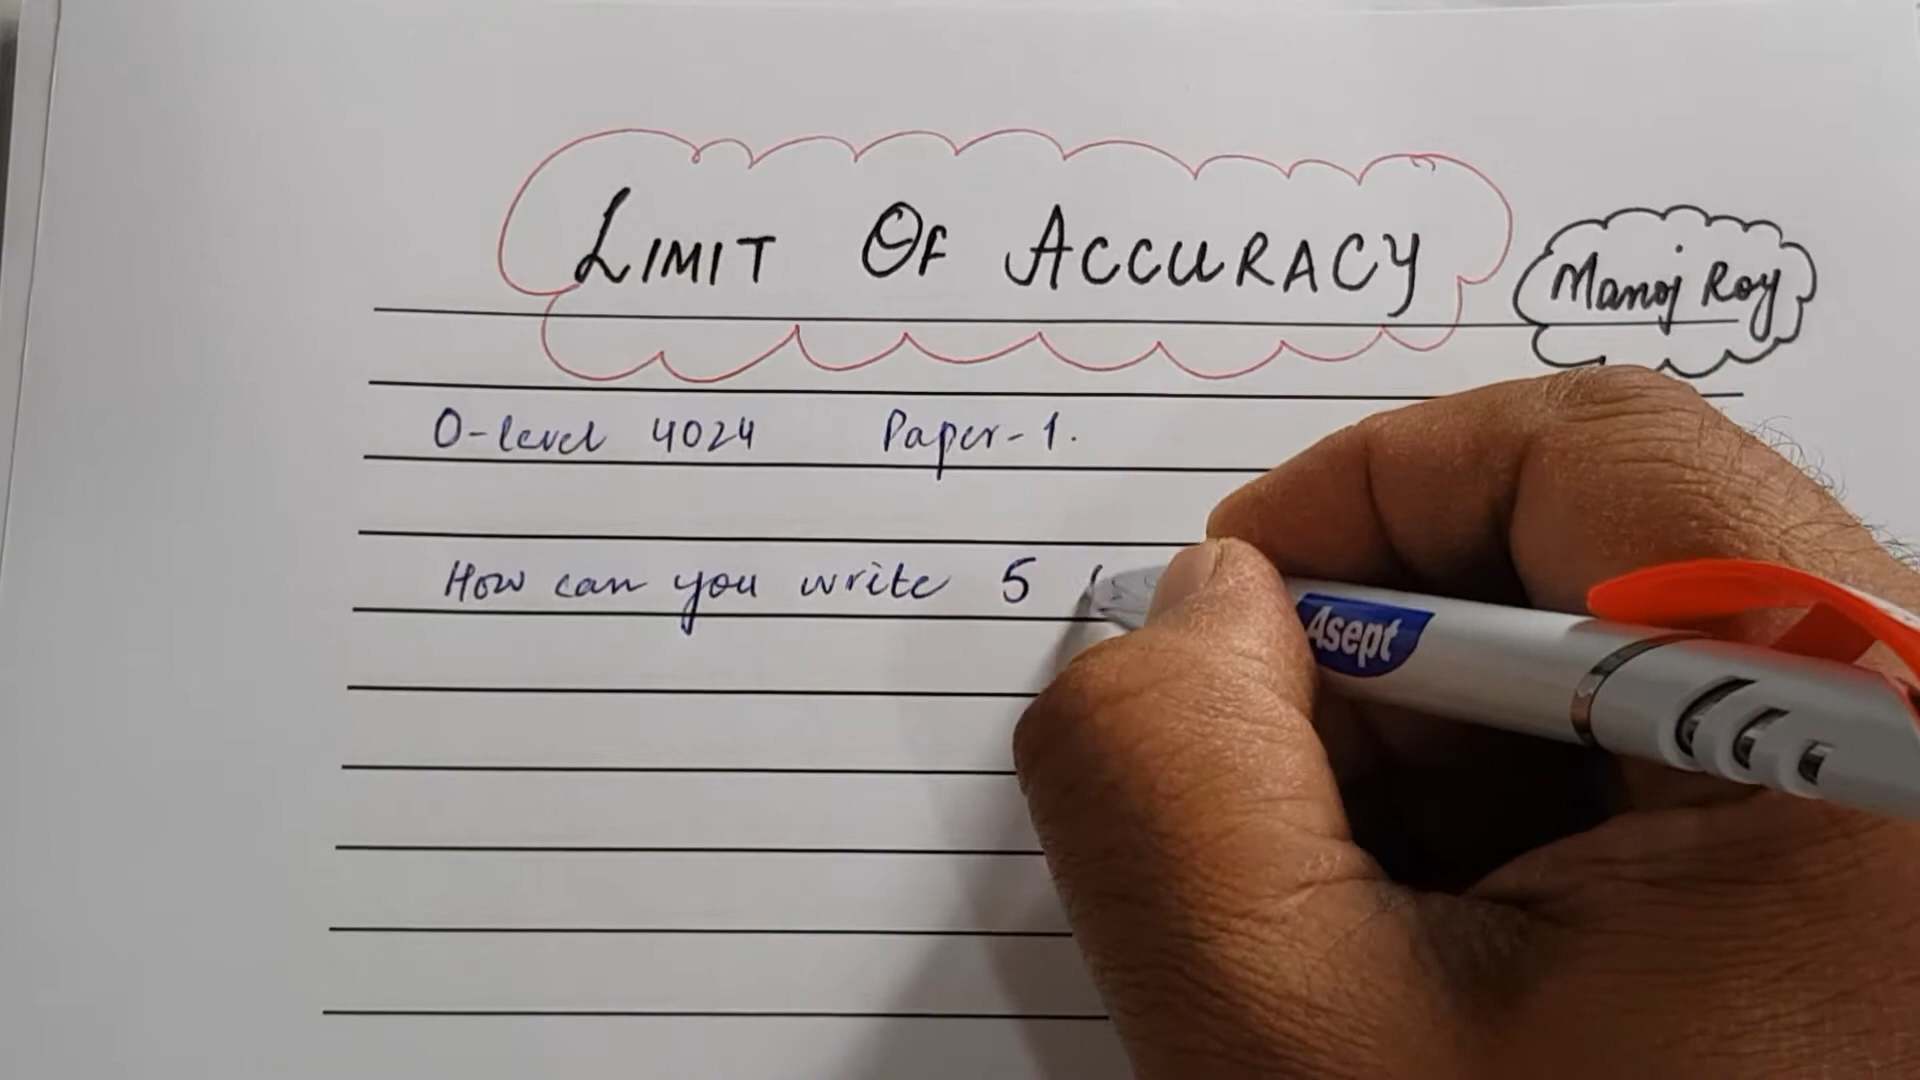 LIMIT OF ACCURACY
Manoj Roy
O-level 4024 Paper-1.
How can you write 5 (
Asept